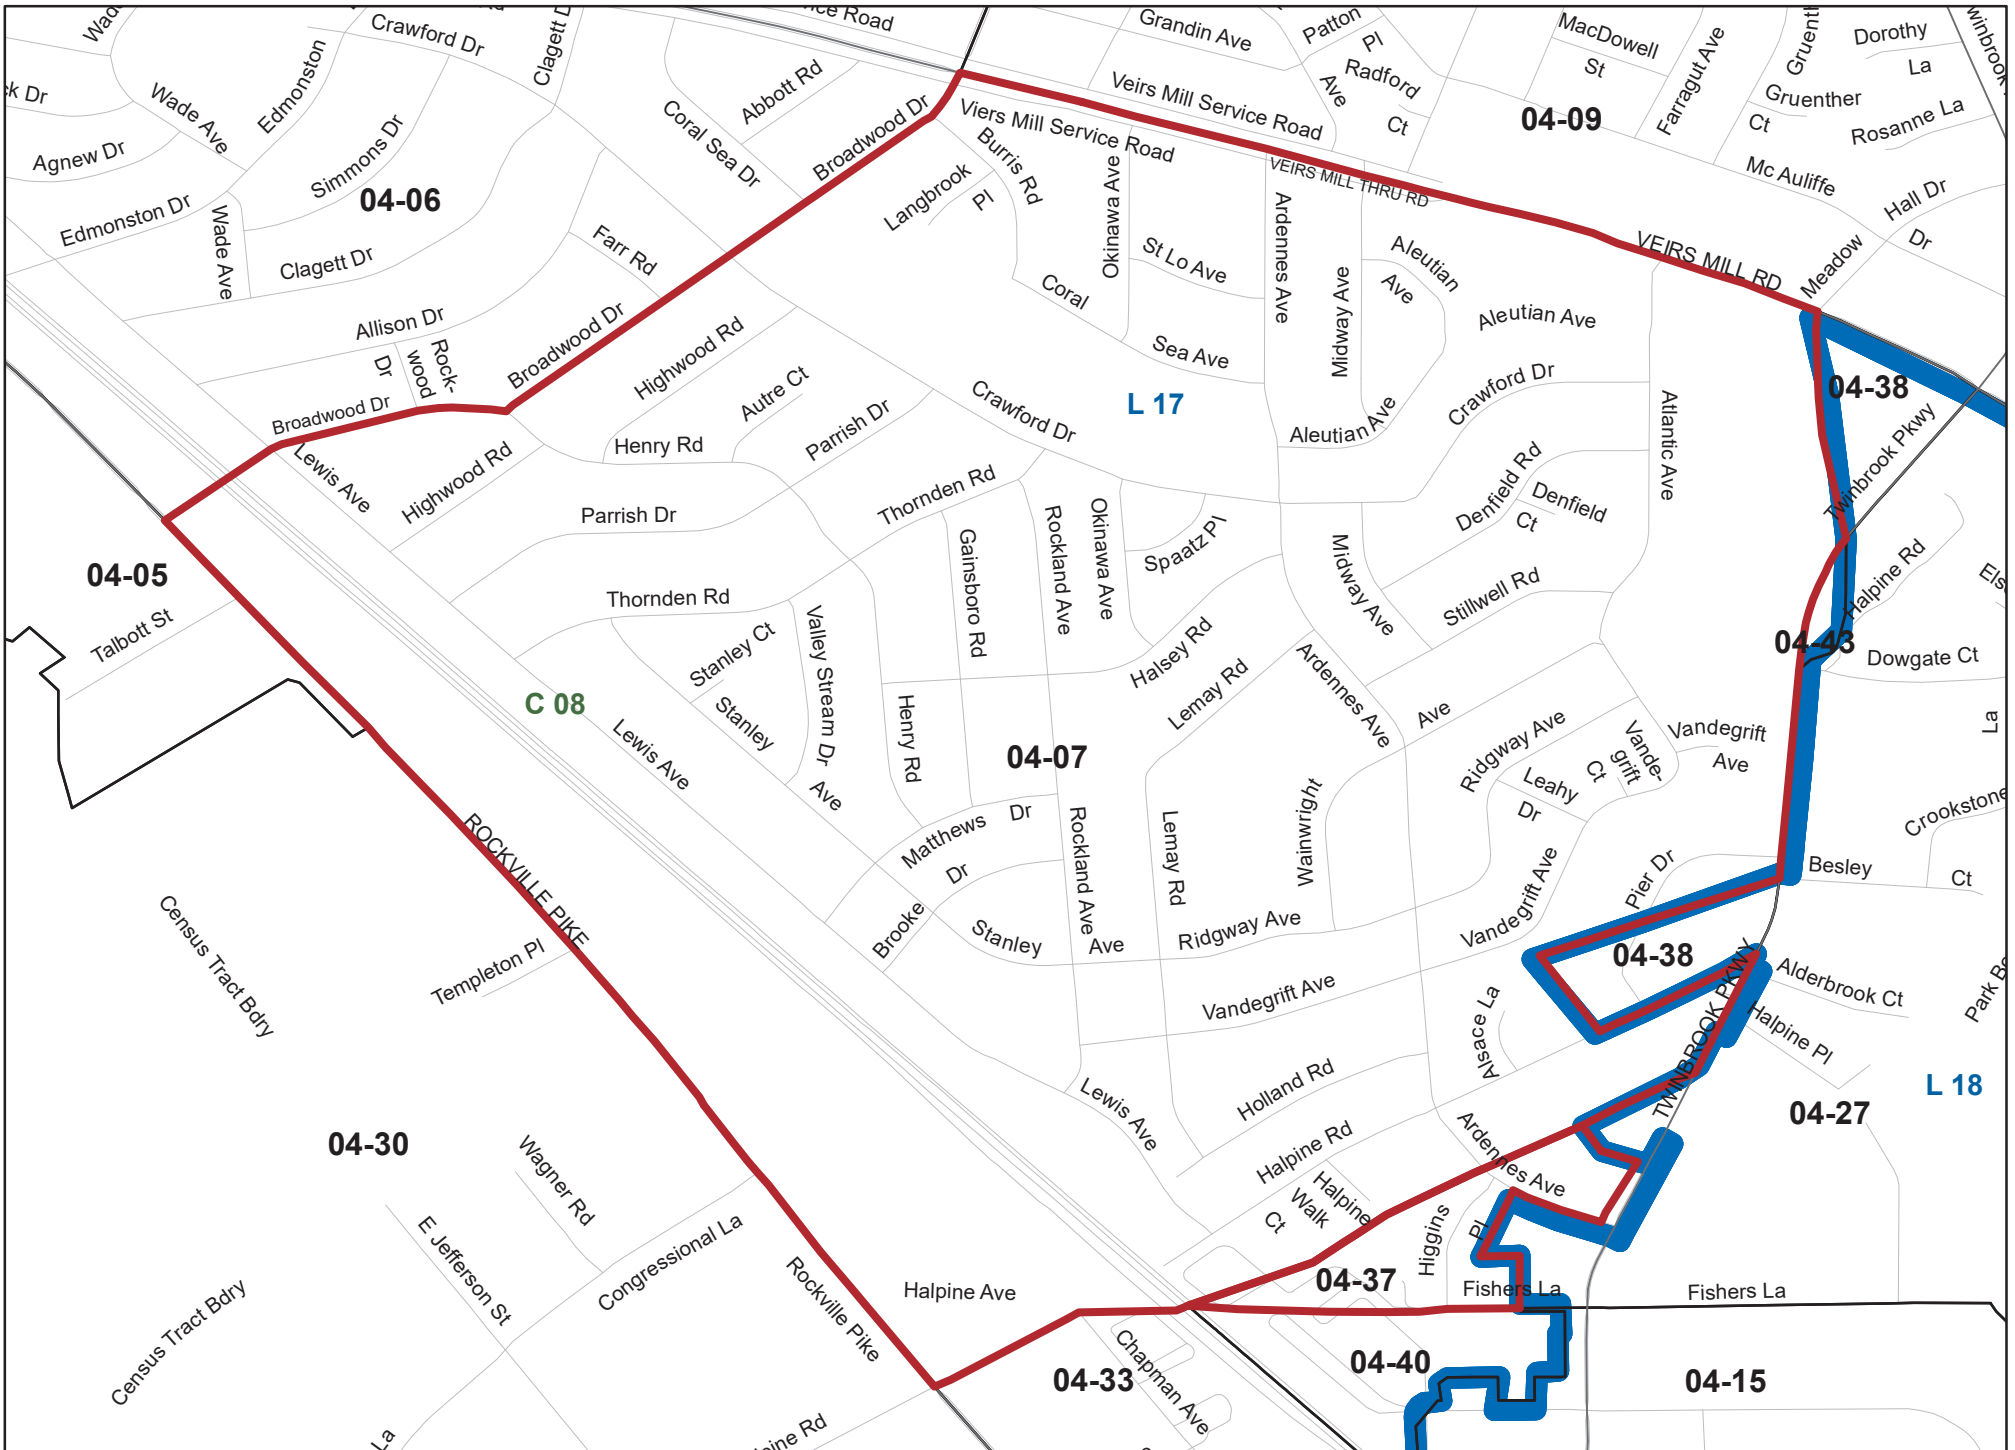 Crawford Dr
Grandin Ave
Patton
Pl
MacDowell
St
Dorothy
La
Edmonston
Abbott Rd
Radford
Ct
Ave
Farragut Ave
Gruenther
Ct
Rosanne La
Wade Ave
Veirs Mill Service Road
Viers Mill Service Road
04-09
Agnew Dr
Simmons Dr
Coral Sea Dr
Broadwood Dr
Burris Rd
VEIRS MILL THRU RD
Mc Auliffe
Hall Dr
Dr
04-06
Langbrook
Pl
Okinawa Ave
Ardennes Ave
Edmonston Dr
Wade Ave
Clagett Dr
Farr Rd
St Lo Ave
Aleutian
Ave
VEIRS MILL RD
Meadow
Coral
Sea Ave
Midway Ave
Aleutian Ave
Allison Dr
Rock-
wood
Dr
Broadwood Dr
Highwood Rd
Autre Ct
Crawford Dr
L 17
Crawford Dr
04-38
Broadwood Dr
Henry Rd
Parrish Dr
Aleutian Ave
Atlantic Ave
Twinbrook Pkwy
Lewis Ave
Highwood Rd
Thornden Rd
Denfield Rd
Denfield
Ct
Parrish Dr
Okinawa Ave
Spaatz Pl
Rockland Ave
Gainsboro Rd
Midway Ave
Halpine Rd
04-05
Talbott St
Thornden Rd
Stillwell Rd
Stanley Ct
Valley Stream Dr
Halsey Rd
04-43
Dowgate Ct
Lemay Rd
Ardennes Ave
C 08
Stanley
Ave
Henry Rd
Ave
Ridgway Ave
Vande-
grift
Ct
Vandegrift
Ave
La
Lewis Ave
04-07
Leahy
Dr
Crookstone
ROCKVILLE PIKE
Matthews
Dr
Rockland Ave
Lemay Rd
Wainwright
Besley
Ct
Census Tract Bdry
Brooke
Dr
Stanley
Ave
Ridgway Ave
Vandegrift Ave
Pier Dr
Templeton Pl
04-38
Vandegrift Ave
Alsace La
TWINBROOK PKWY
Alderbrook Ct
Halpine Pl
Lewis Ave
Holland Rd
L 18
04-27
04-30
Wagner Rd
Halpine Rd
Ardennes Ave
Halpine
Walk
Ct
E Jefferson St
Congressional La
Rockville Pike
Halpine Ave
Higgins
Pl
04-37
Fishers La
Fishers La
Census Tract Bdry
Chapman Ave
04-33
04-40
04-15
La